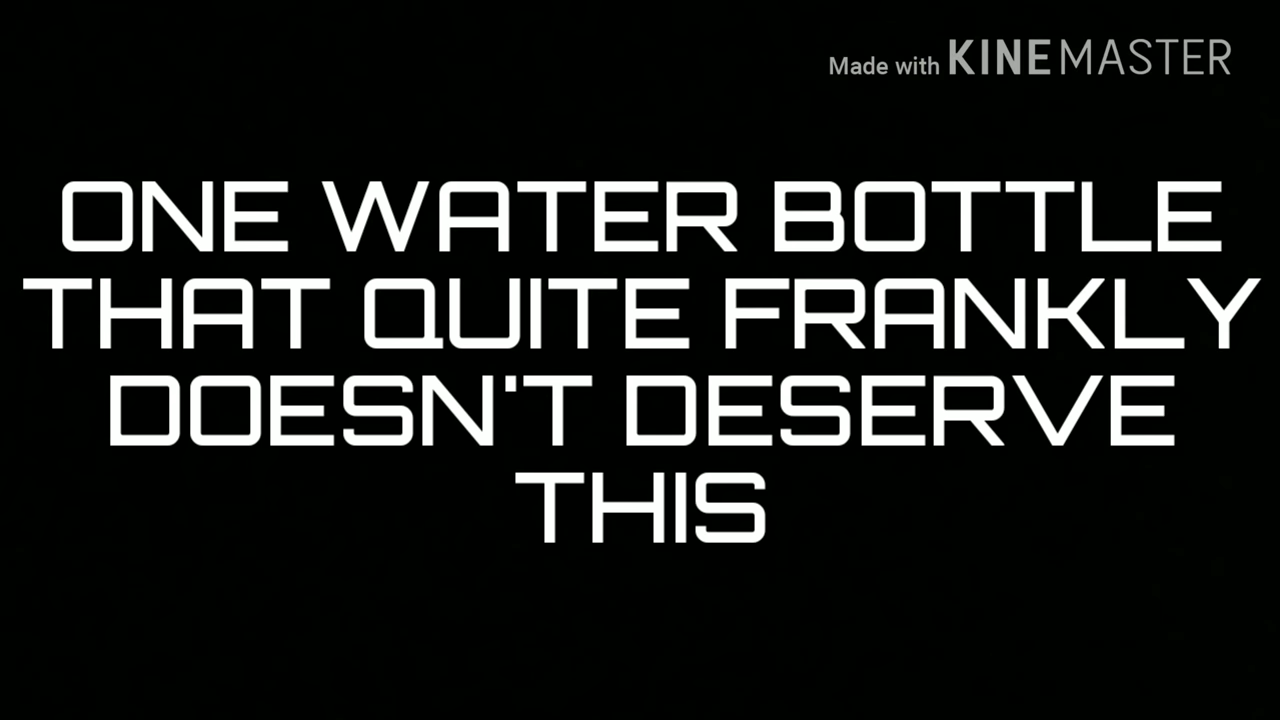 Made with KINEMASTER
ONE WATER BOTTLE
THAT QUITE FRANKLY
DOESN'T DESERVE
THIS